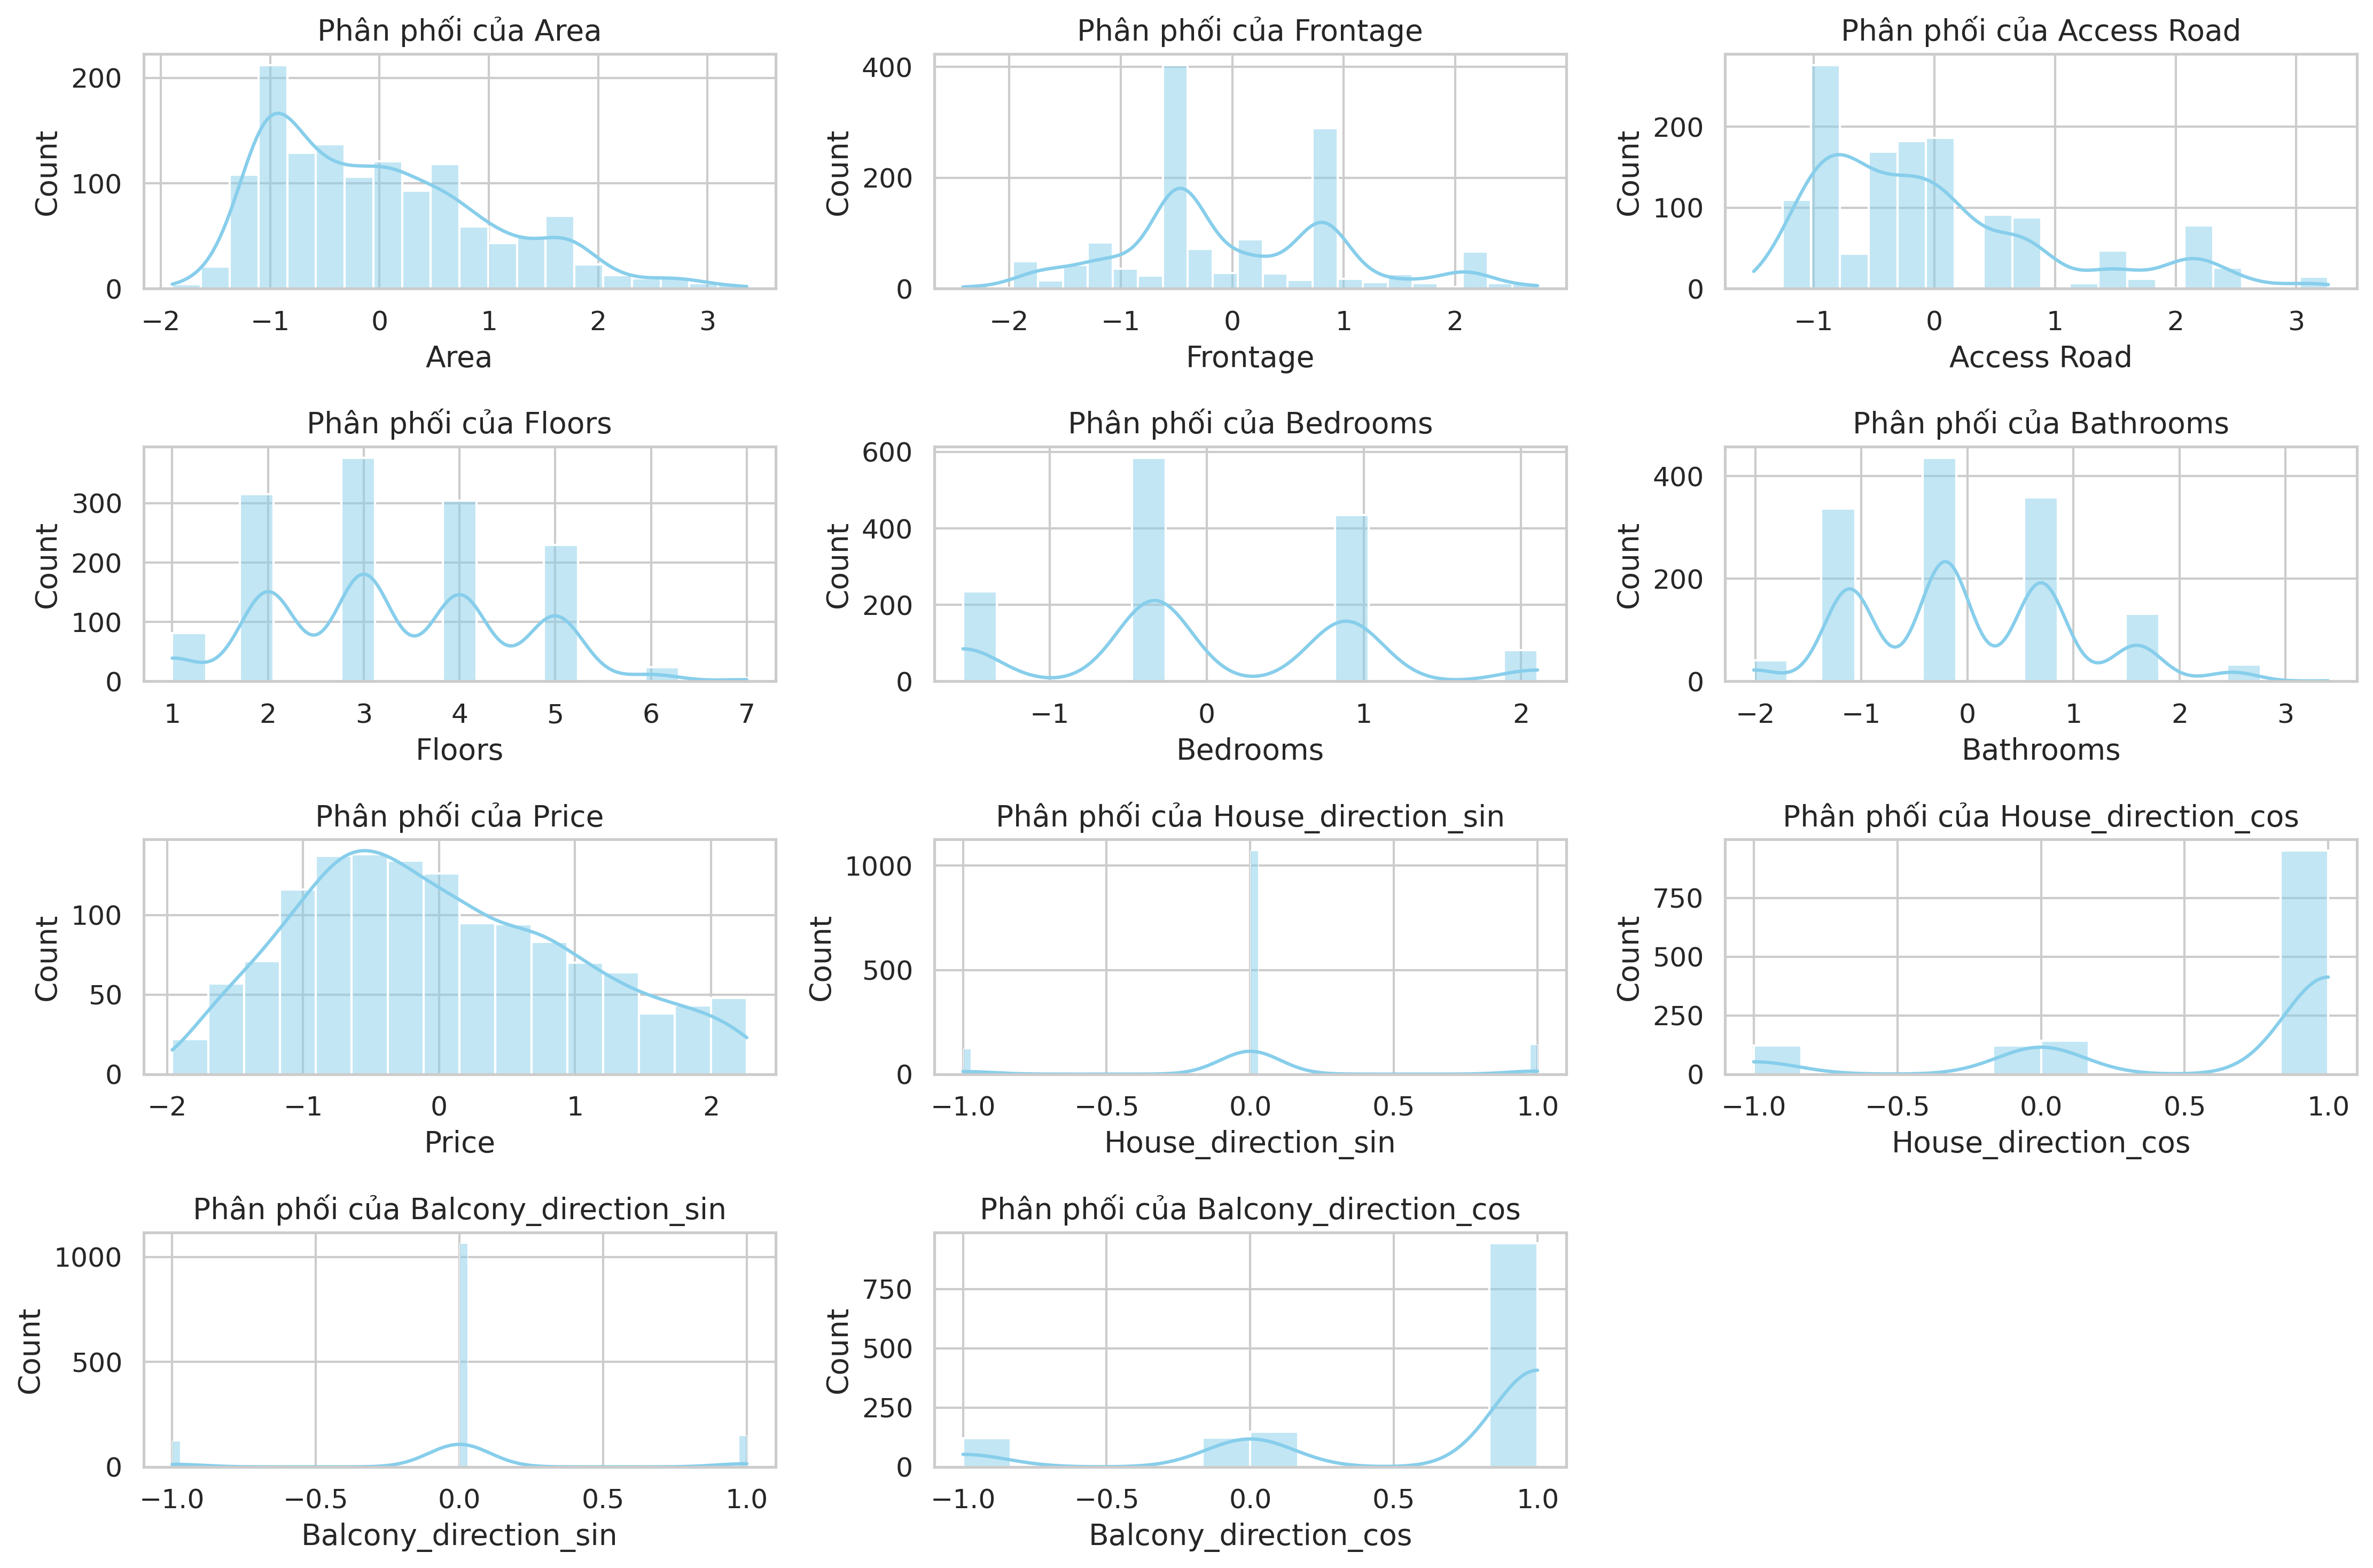 Phân phối của Area
200
100
0
Count
−2 −1 0 1 2 3
Area
Phân phối của Frontage
400
200
0
Count
−2 −1 0 1 2
Frontage
Phân phối của Access Road
200
100
0
Count
−1 0 1 2 3
Access Road
Phân phối của Floors
300
200
100
0
Count
1 2 3 4 5 6 7
Floors
Phân phối của Bedrooms
600
400
200
0
Count
−1 0 1 2
Bedrooms
Phân phối của Bathrooms
400
200
0
Count
−2 −1 0 1 2 3
Bathrooms
Phân phối của Price
100
50
0
Count
−2 −1 0 1 2
Price
Phân phối của House_direction_sin
1000
500
0
Count
−1.0 −0.5 0.0 0.5 1.0
House_direction_sin
Phân phối của House_direction_cos
750
500
250
0
Count
−1.0 −0.5 0.0 0.5 1.0
House_direction_cos
Phân phối của Balcony_direction_sin
1000
500
0
Count
−1.0 −0.5 0.0 0.5 1.0
Balcony_direction_sin
Phân phối của Balcony_direction_cos
750
500
250
0
Count
−1.0 −0.5 0.0 0.5 1.0
Balcony_direction_cos